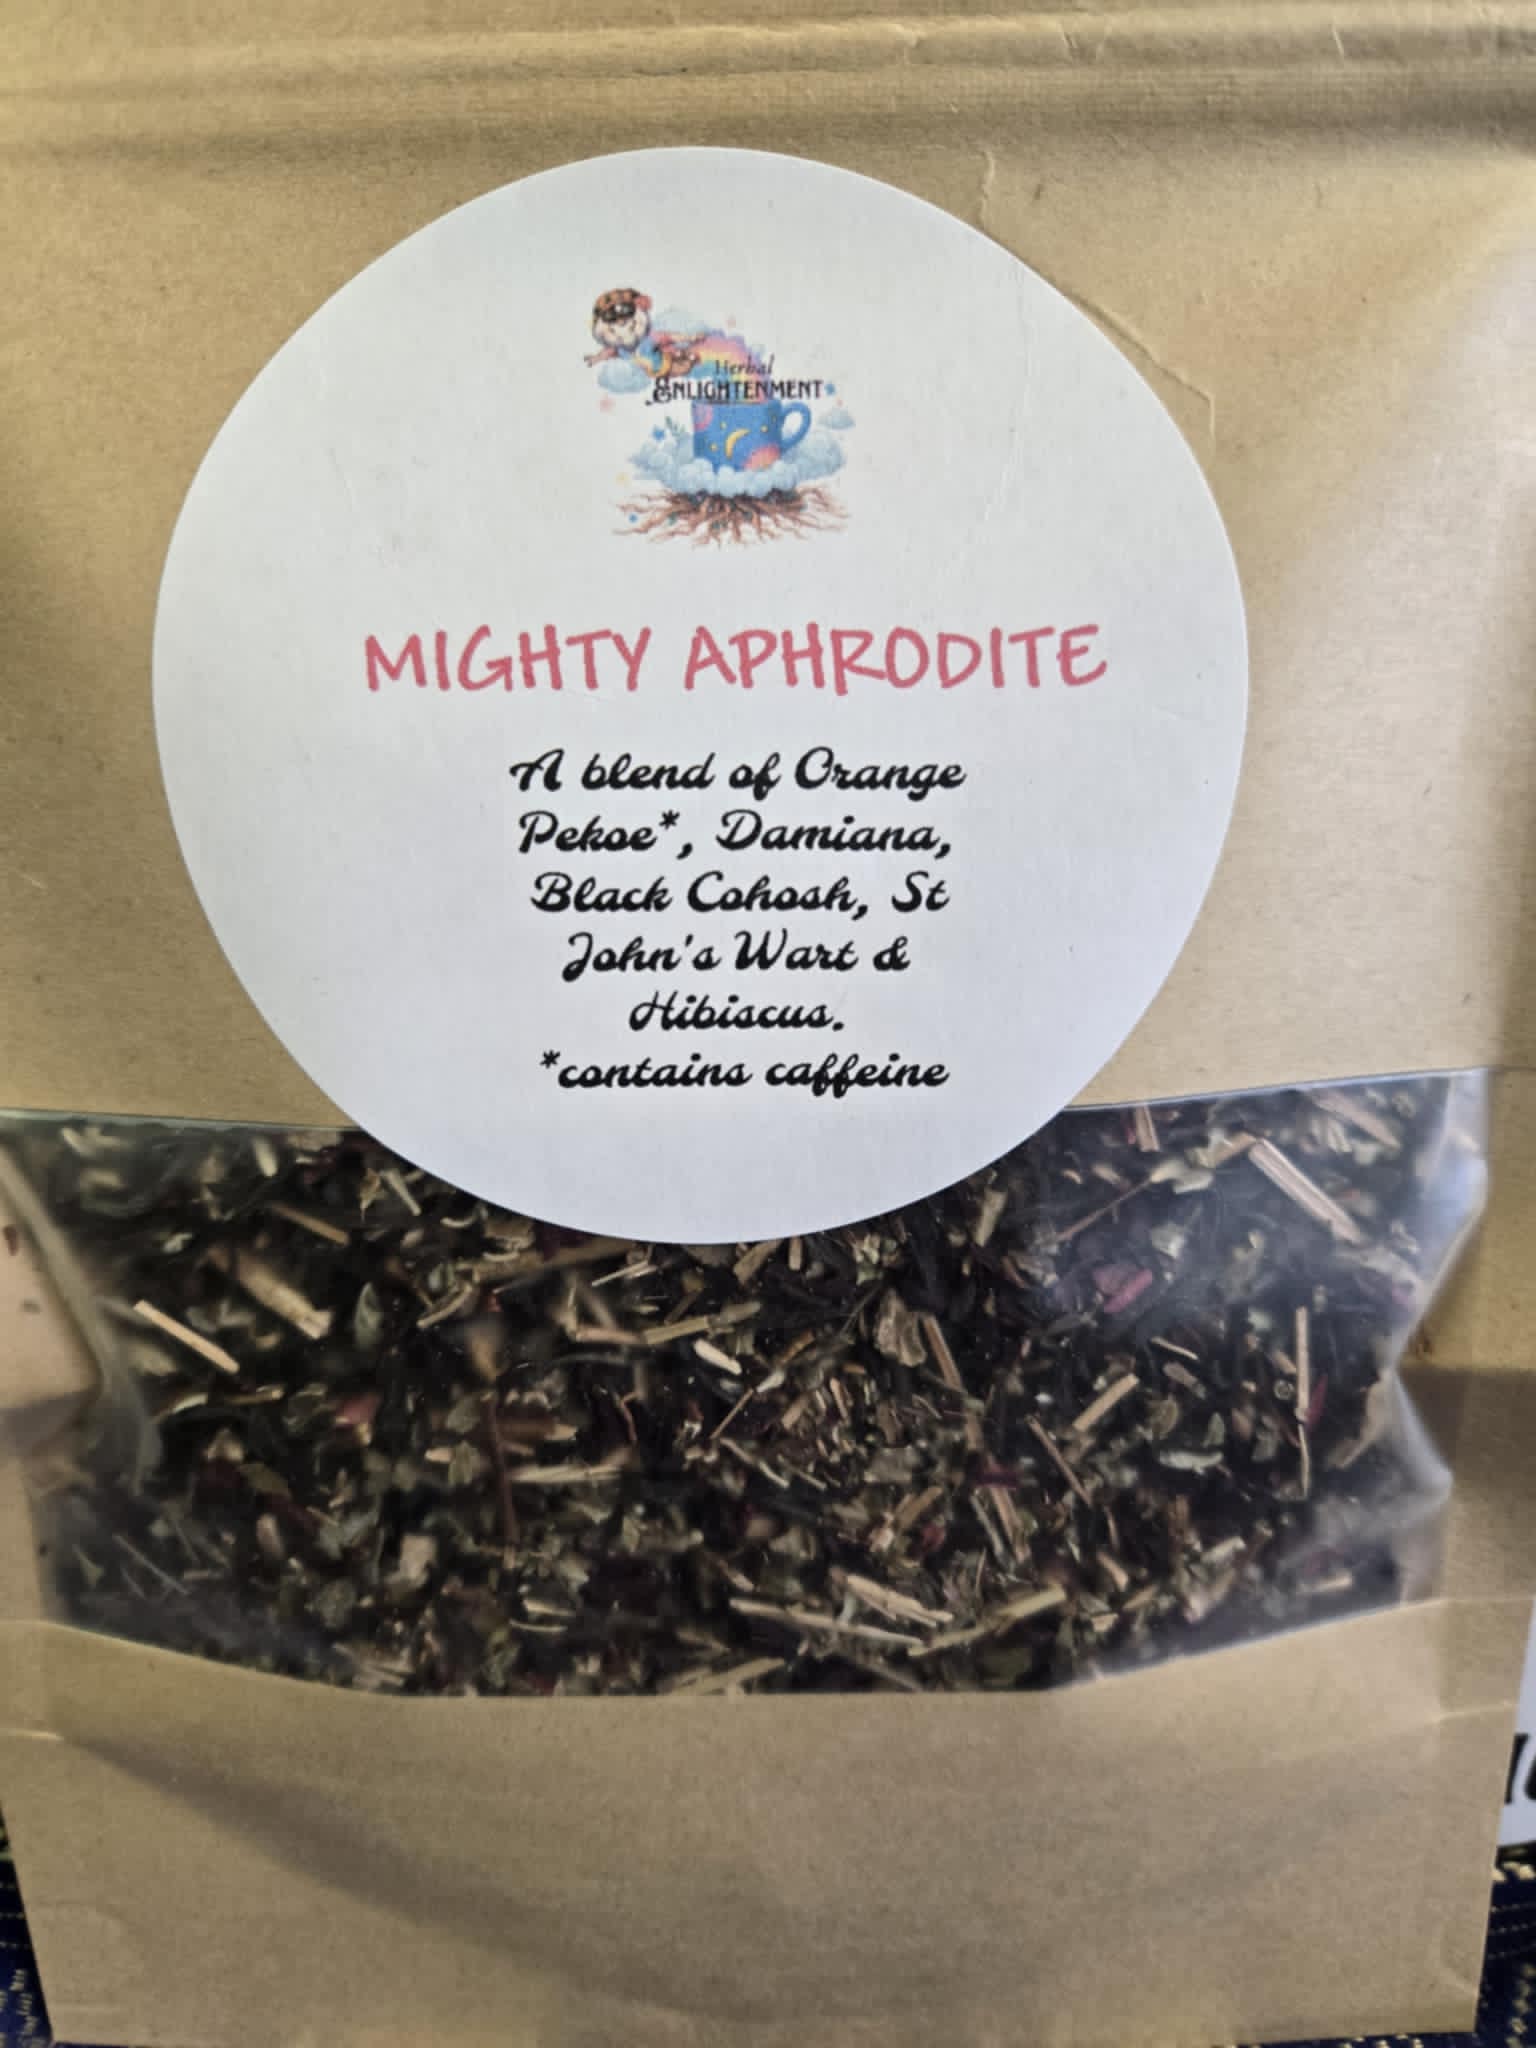 Herbal
ENLIGHTENMENT
MIGHTY APHRODITE
A blend of Orange
Pekoe*, Damiana,
Black Cohosh, St
John's Wart &
Hibiscus.
*contains caffeine